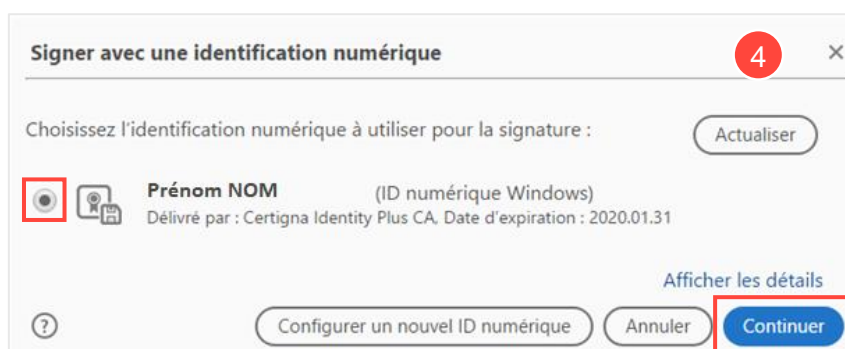 Signer avec une identification numérique
4
Choisissez l'identification numérique à utiliser pour la signature :
Actualiser
Prénom NOM (ID numérique Windows)
Délivré par : Certigna Identity Plus CA, Date d'expiration : 2020.01.31
Afficher les détails
?
Configurer un nouvel ID numérique
Annuler
Continuer